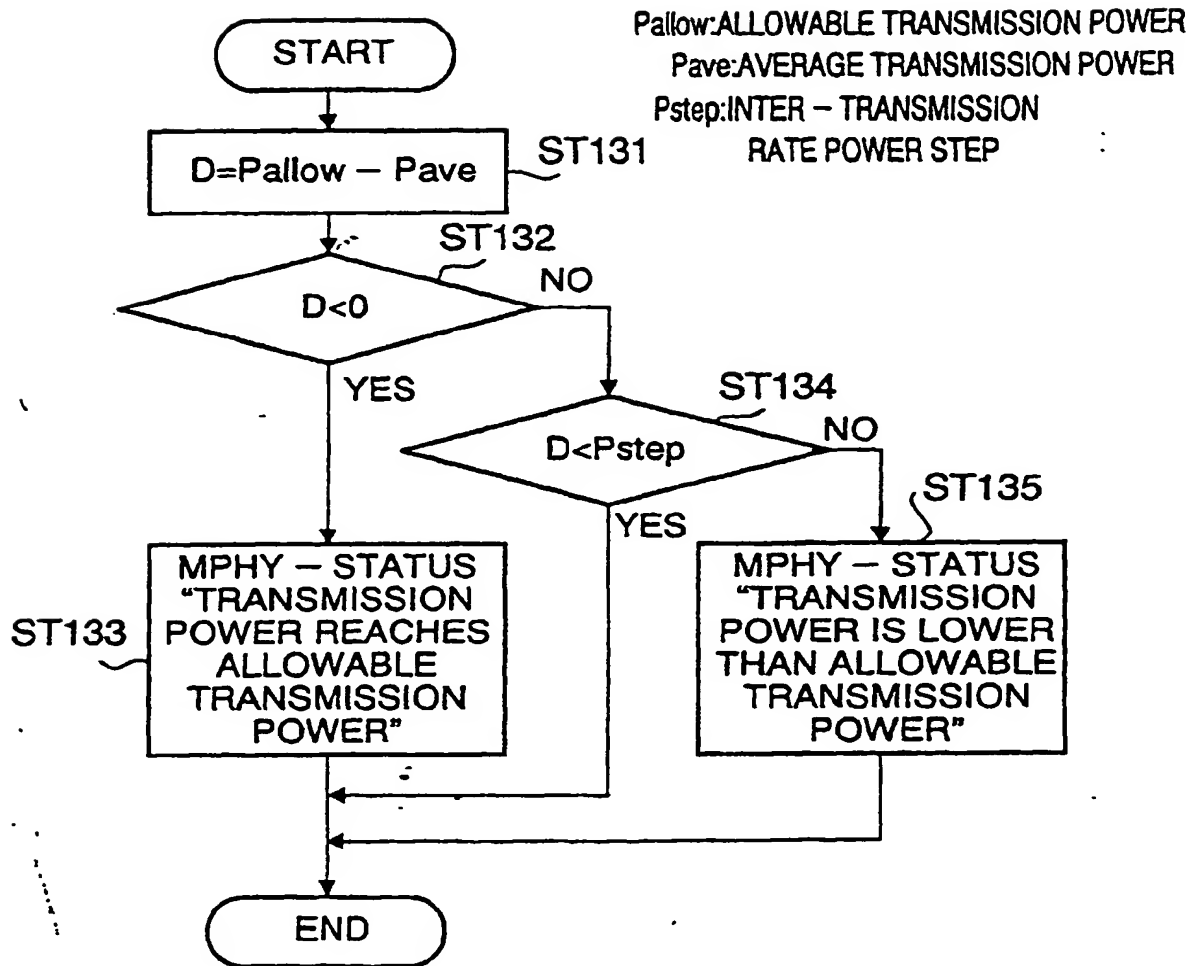 Pallow:ALLOWABLE TRANSMISSION POWER
Pave:AVERAGE TRANSMISSION POWER
Pstep:INTER – TRANSMISSION
RATE POWER STEP
START
D=Pallow – Pave
ST131
ST132
D<0
NO
YES
ST134
D<Pstep
NO
YES
ST135
ST133
MPHY – STATUS
“TRANSMISSION
POWER REACHES
ALLOWABLE
TRANSMISSION
POWER”
MPHY – STATUS
“TRANSMISSION
POWER IS LOWER
THAN ALLOWABLE
TRANSMISSION
POWER”
END